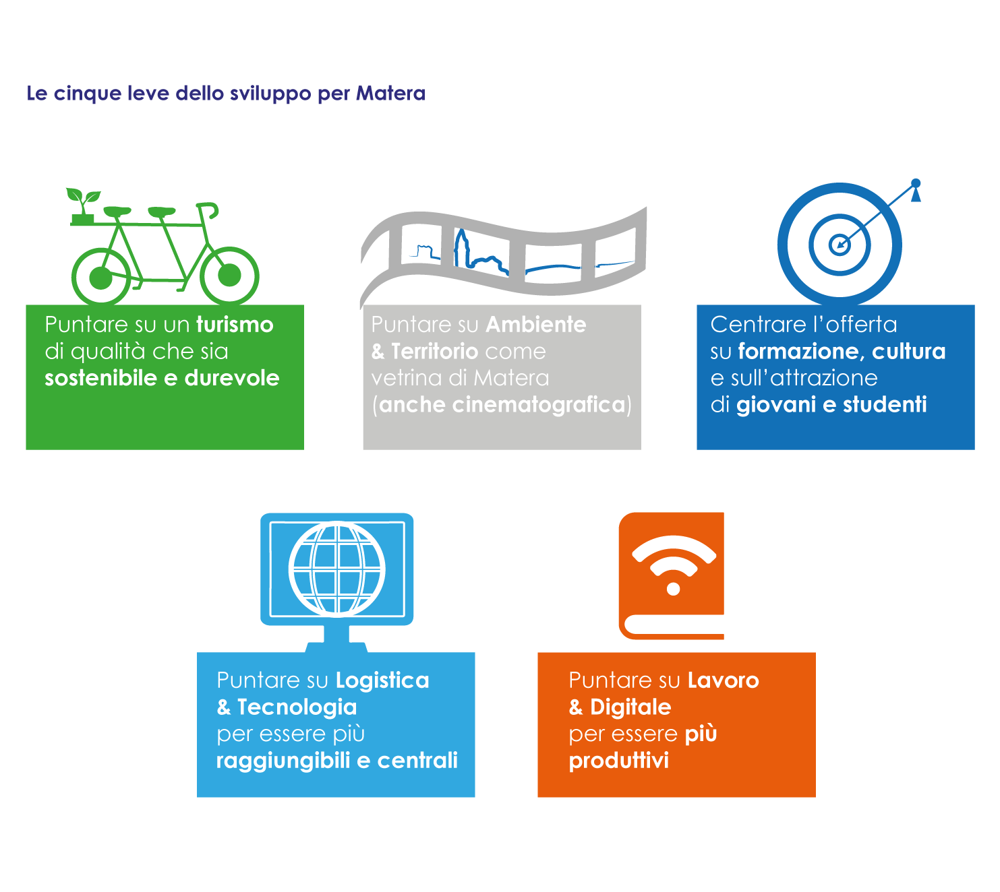 Le cinque leve dello sviluppo per Matera
Puntare su un turismo
di qualità che sia
sostenibile e durevole
Puntare su Ambiente
& Territorio come
vetrina di Matera
(anche cinematografica)
Centrare l’offerta
su formazione, cultura
e sull’attrazione
di giovani e studenti
Puntare su Logistica
& Tecnologia
per essere più
raggiungibili e centrali
Puntare su Lavoro
& Digitale
per essere più
produttivi